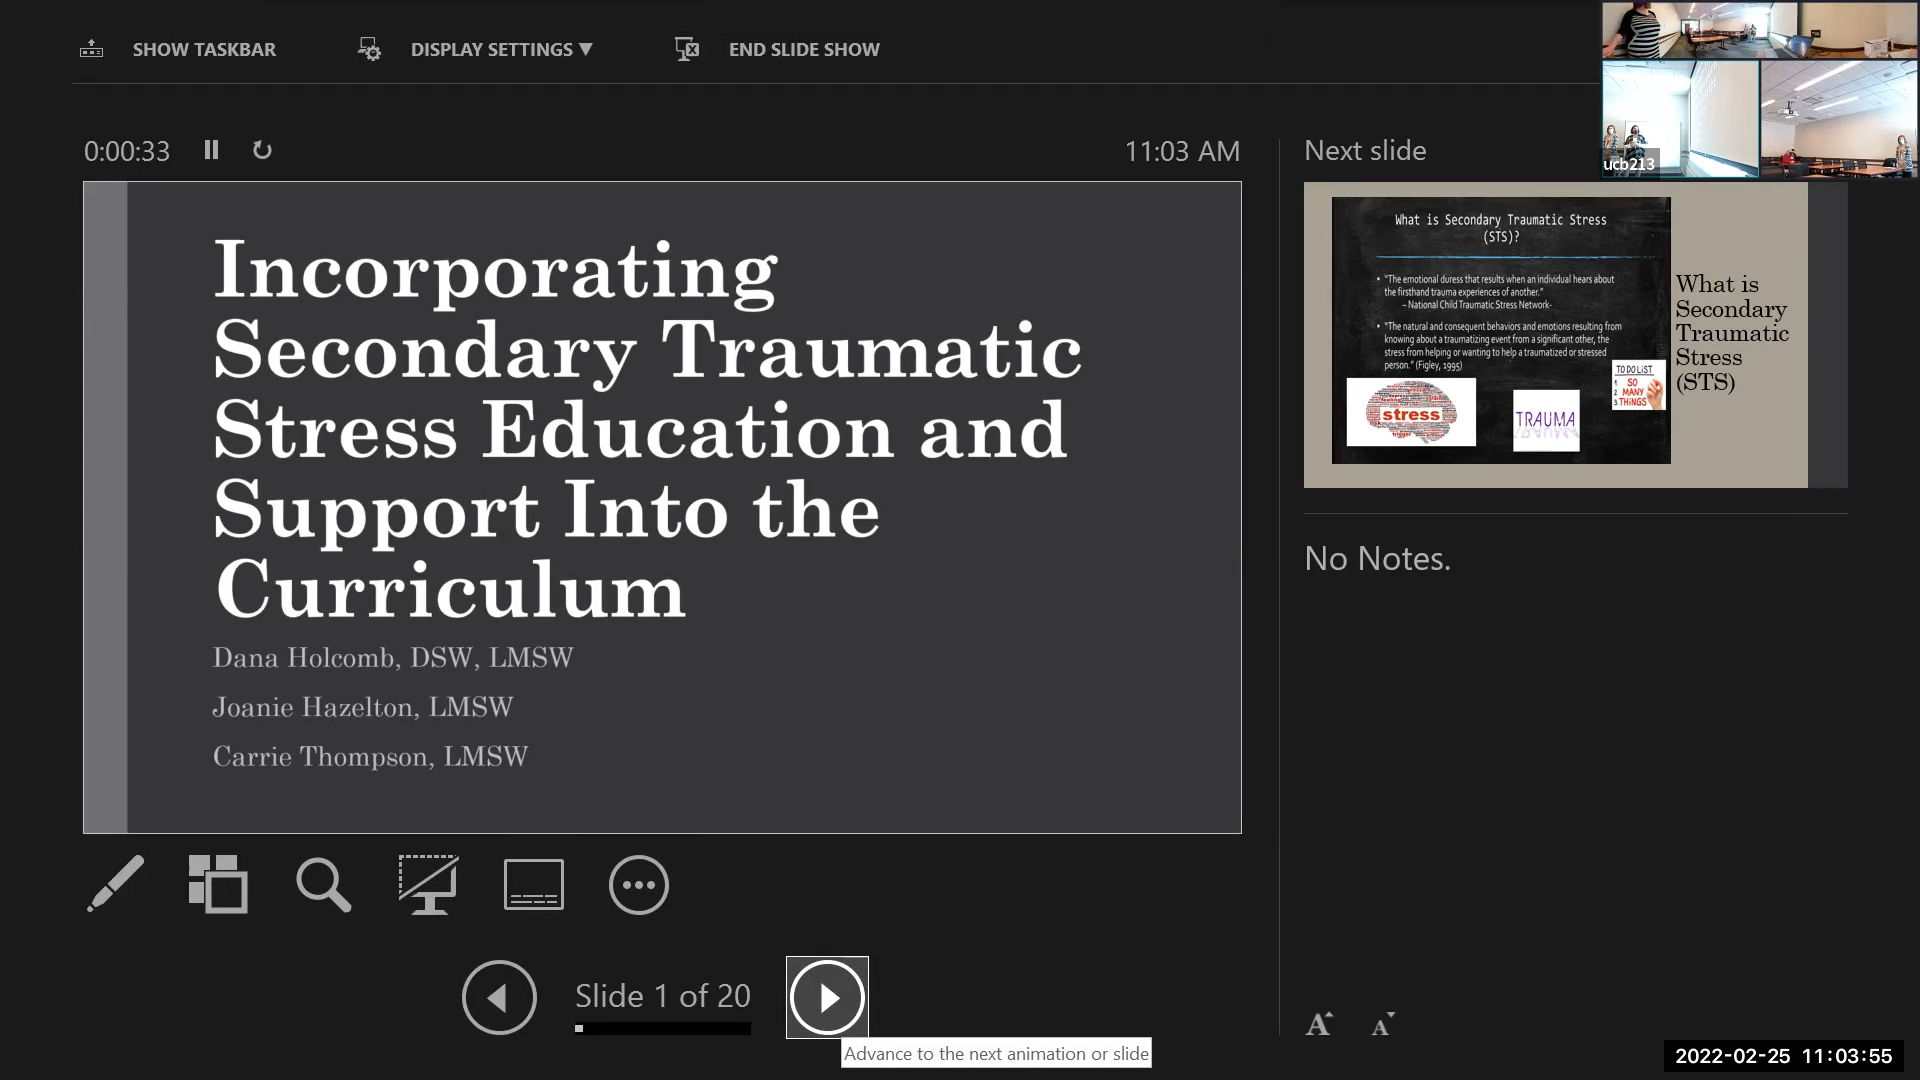 SHOW TASKBAR
DISPLAY SETTINGS ▼
END SLIDE SHOW
0:00:33
11:03 AM
Incorporating
Secondary Traumatic
Stress Education and
Support Into the
Curriculum
Dana Holcomb, DSW, LMSW
Joanie Hazelton, LMSW
Carrie Thompson, LMSW
Slide 1 of 20
Advance to the next animation or slide
Next slide
ucb213
What is Secondary Traumatic Stress
(STS)?
• "The emotional duress that results when an individual hears about
the firsthand trauma experiences of another."
– National Child Traumatic Stress Network-
• "The natural and consequent behaviors and emotions resulting from
knowing about a traumatizing event from a significant other, the
stress from helping or wanting to help a traumatized or stressed
person." (Figley, 1995)
stress
trigger
TRAUMA
TO DO LIST
1. SO
2. MANY
3. THINGS
What is
Secondary
Traumatic
Stress
(STS)
No Notes.
A A
2022-02-25 11:03:55